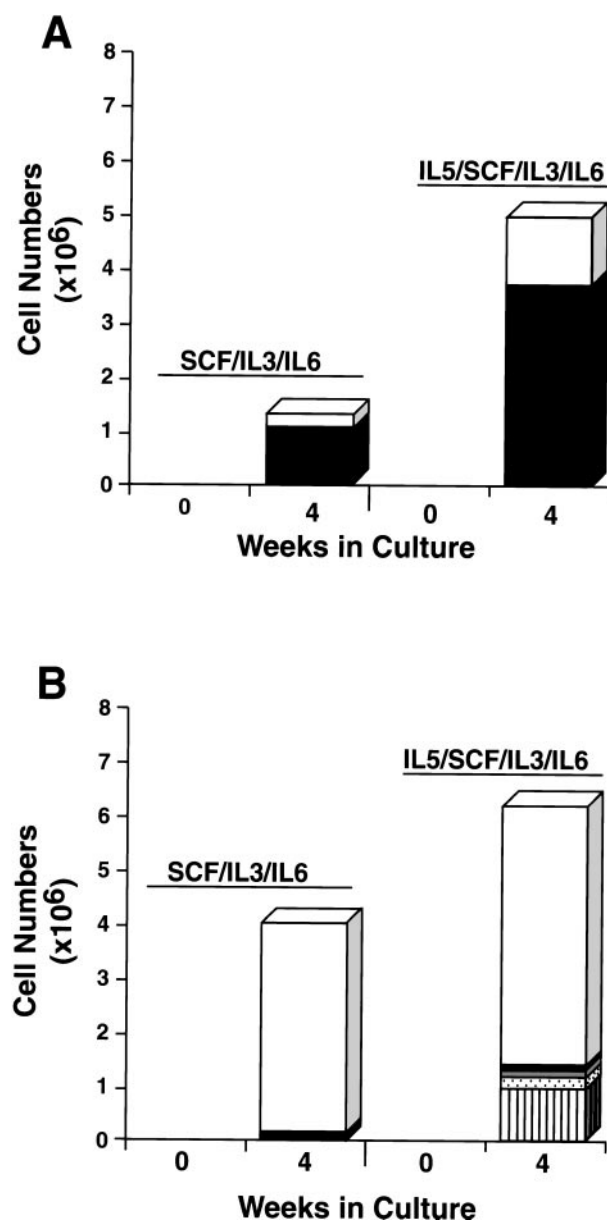 A
8
7
6
5
4
3
2
1
0
Cell Numbers
(x10⁶)
IL5/SCF/IL3/IL6
SCF/IL3/IL6
0 4 0 4
Weeks in Culture
B
8
7
6
5
4
3
2
1
0
Cell Numbers
(x10⁶)
IL5/SCF/IL3/IL6
SCF/IL3/IL6
0 4 0 4
Weeks in Culture